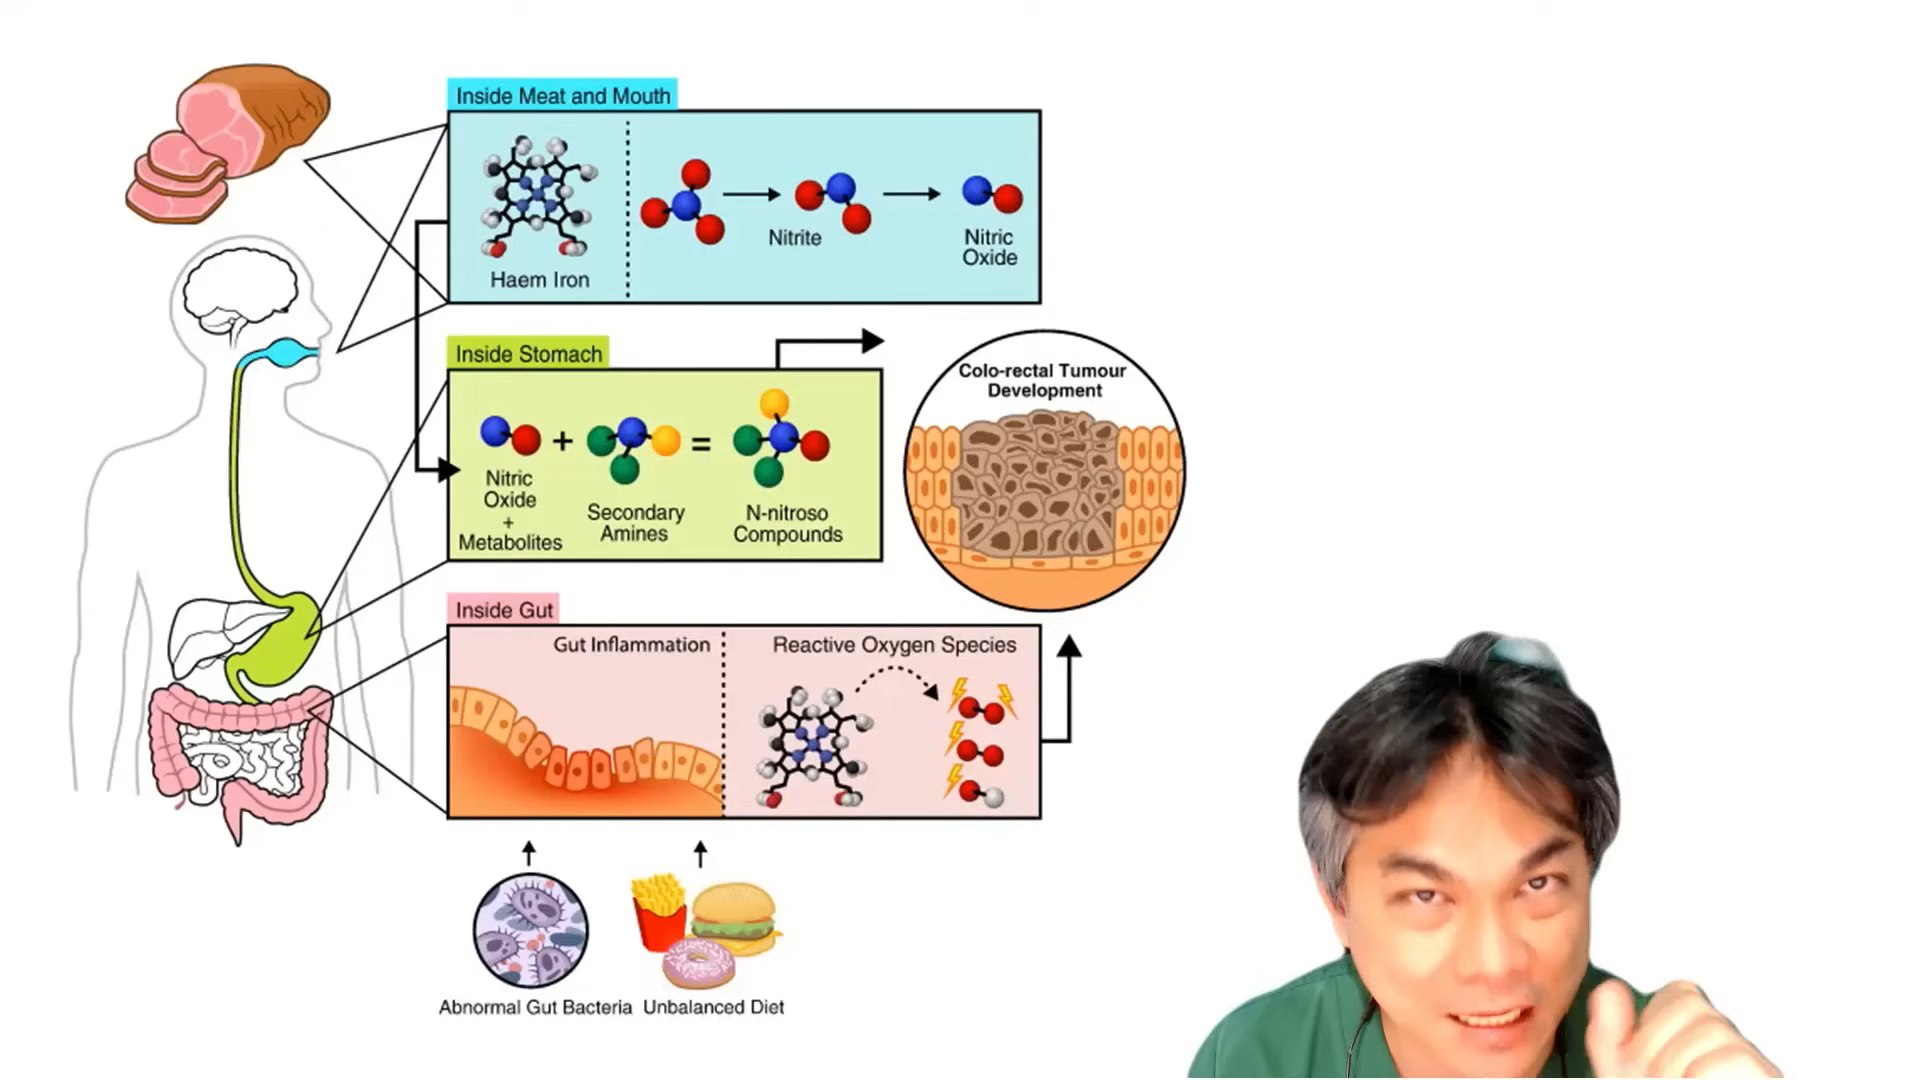 Inside Meat and Mouth
Haem Iron
Nitrite
Nitric
Oxide
Inside Stomach
Nitric
Oxide
+
Metabolites
+
Secondary
Amines
=
N-nitroso
Compounds
Colo-rectal Tumour
Development
Inside Gut
Gut Inflammation
Reactive Oxygen Species
Abnormal Gut Bacteria
Unbalanced Diet